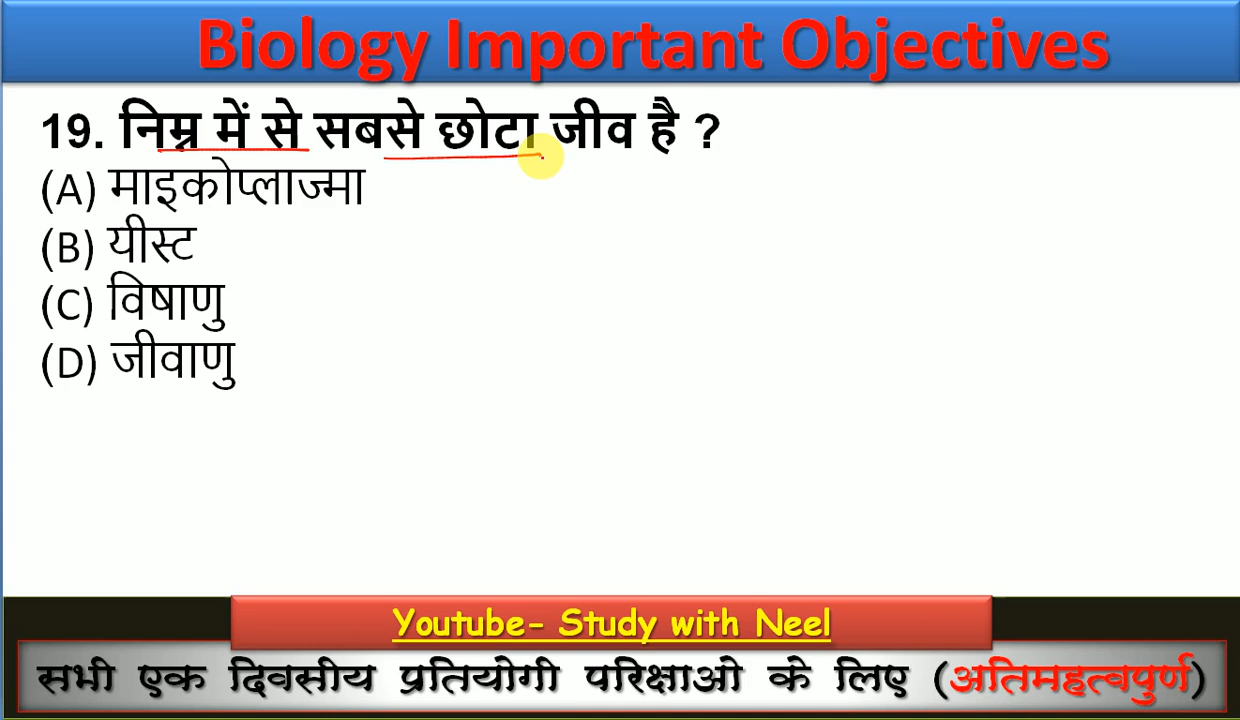 Biology Important Objectives
19. निम्न में से सबसे छोटा जीव है ?
(A) माइकोप्लाज्मा
(B) यीस्ट
(C) विषाणु
(D) जीवाणु
Youtube- Study with Neel
सभी एक दिवसीय प्रतियोगी परिक्षाओ के लिए (अतिमहत्वपुर्ण)